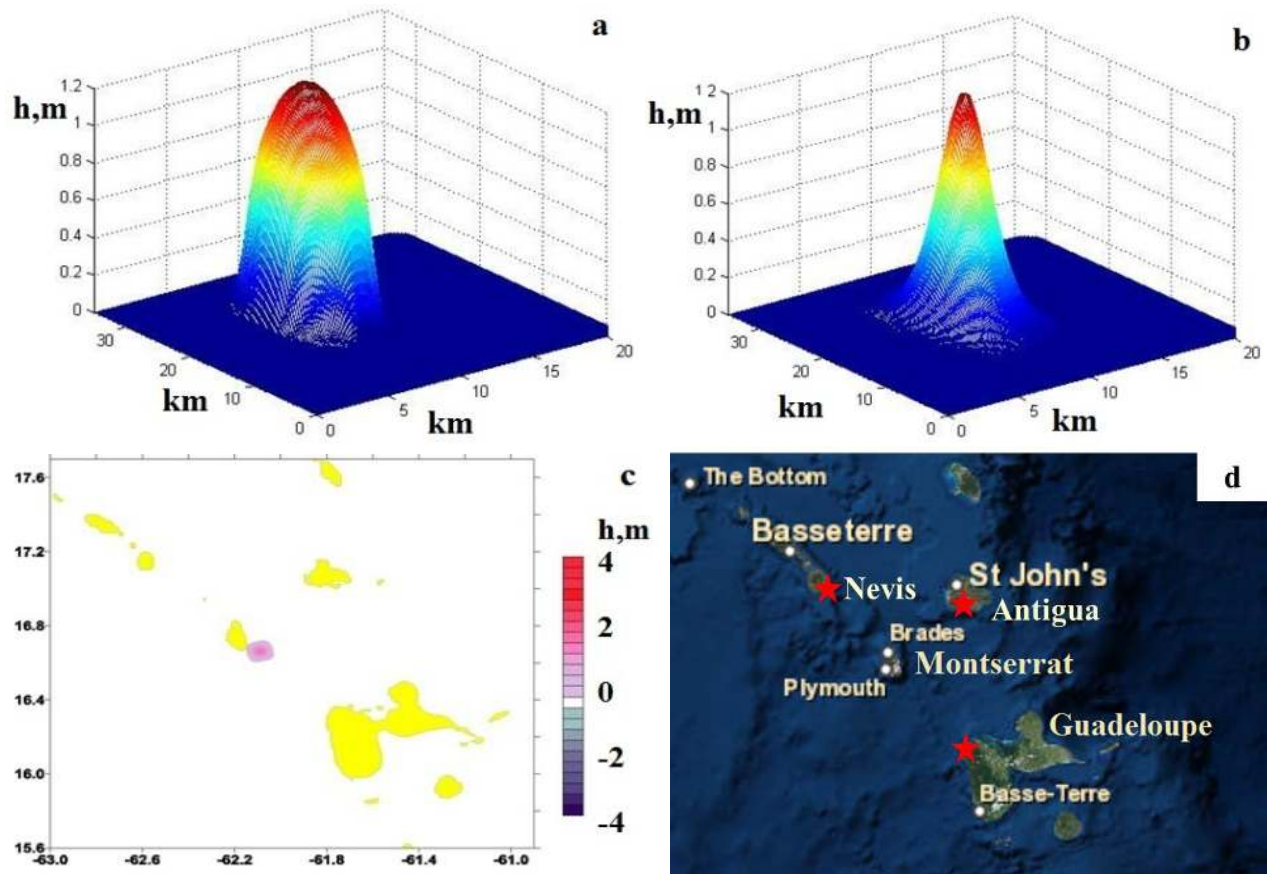 a
h,m
1.2
1
0.8
0.6
0.4
0.2
0
30
20
10
0
km
0
5
10
15
20
km
b
h,m
1.2
1
0.8
0.6
0.4
0.2
0
30
20
10
0
km
0
5
10
15
20
km
c
17.6
17.2
16.8
16.4
16.0
15.6
-63.0
-62.6
-62.2
-61.8
-61.4
-61.0
h,m
4
2
0
-2
-4
d
The Bottom
Basseterre
Nevis
St John's
Antigua
Brades
Montserrat
Plymouth
Guadeloupe
Basse-Terre